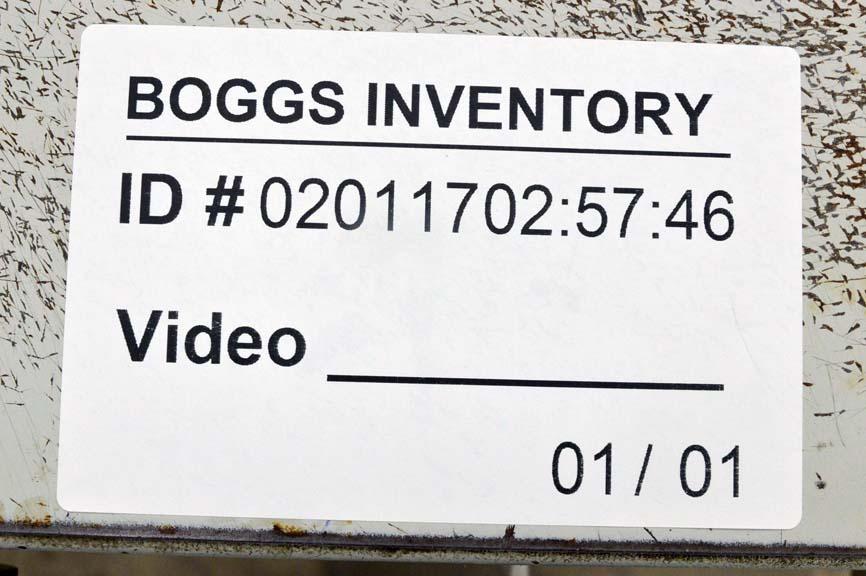 BOGGS INVENTORY
ID # 02011702:57:46
Video
01 / 01